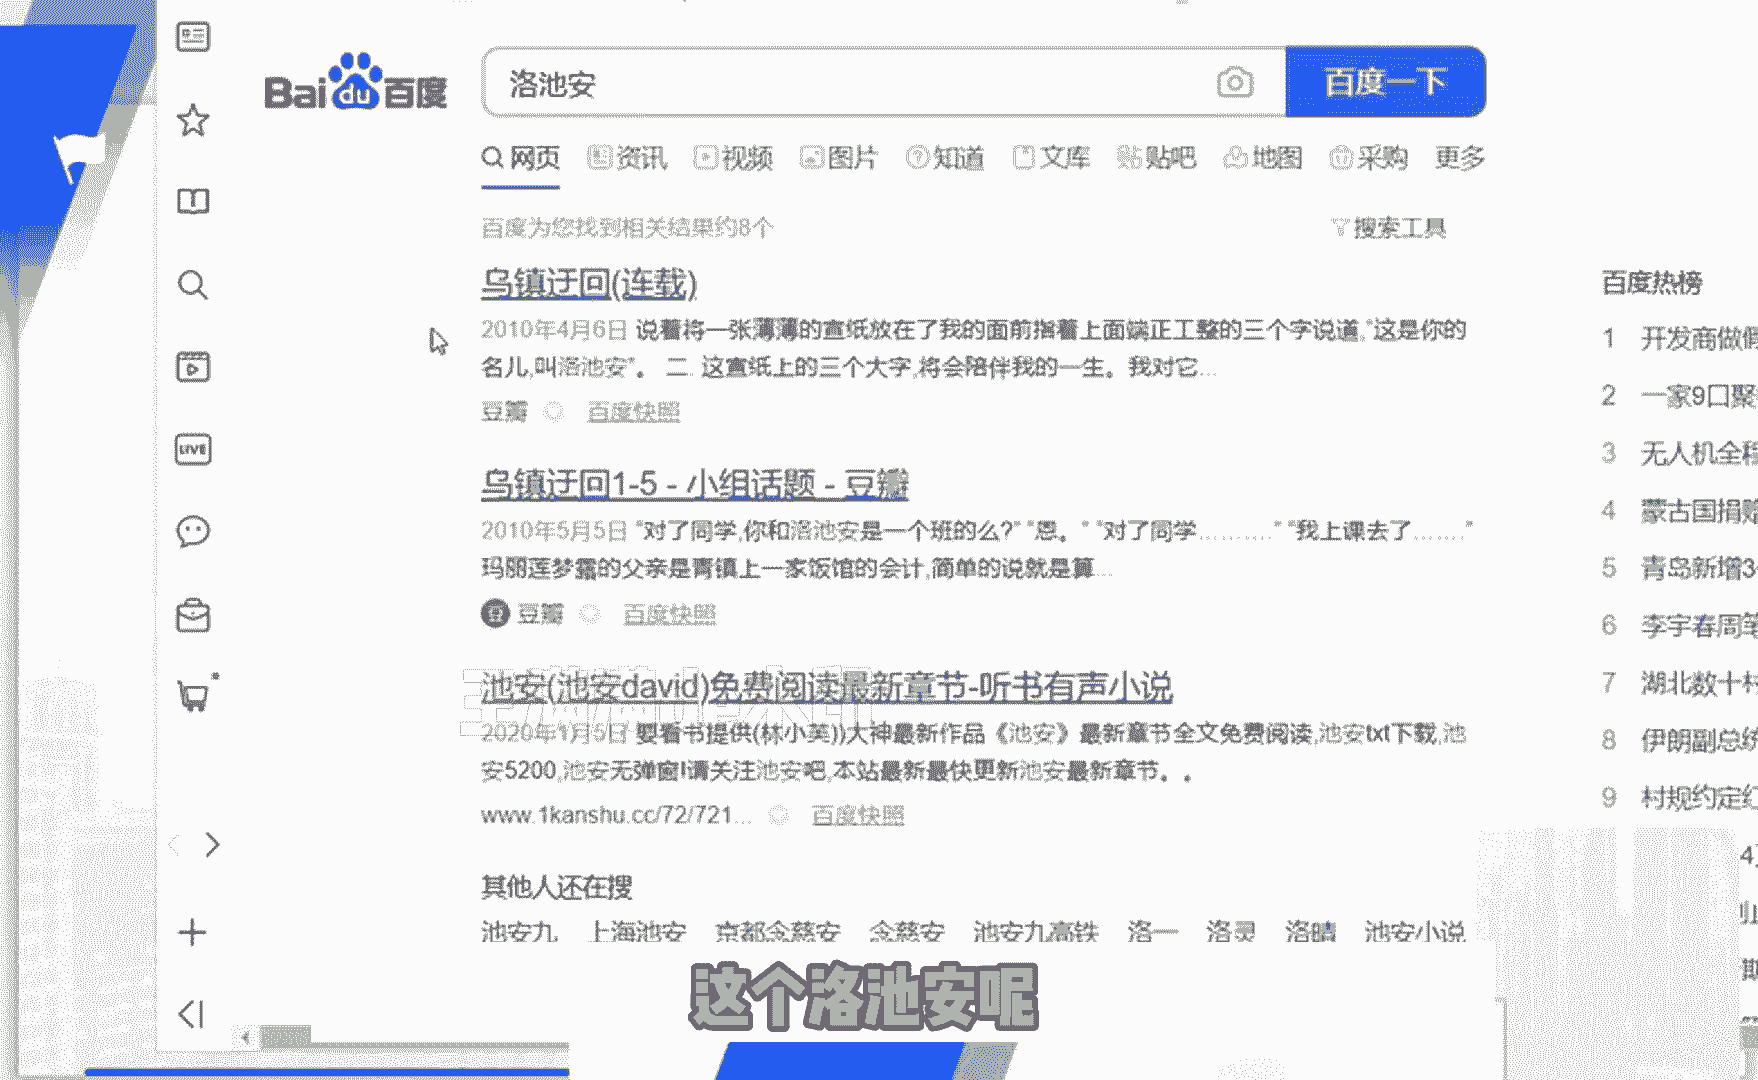 Bai du 百度
洛池安
百度一下
网页 资讯 视频 图片 知道 文库 贴吧 地图 采购 更多
百度为您找到相关结果约8个
搜索工具
乌镇迂回(连载)
2010年4月6日 说着将一张薄薄的宣纸放在了我的面前指着上面端正工整的三个字说道,"这是你的
名儿,叫洛池安"。 二. 这宣纸上的三个大字,将会陪伴我的一生。我对它...
豆瓣 百度快照
乌镇迂回1-5 - 小组话题 - 豆瓣
2010年5月5日 "对了同学,你和洛池安是一个班的么?" "恩。" "对了同学………." "我上课去了……."
玛丽莲梦露的父亲是青镇上一家饭馆的会计,简单的说就是算...
豆瓣 百度快照
池安(池安david)免费阅读最新章节-听书有声小说
2020年1月5日 要看书提供(林小芙))大神最新作品《池安》最新章节全文免费阅读,池安txt下载,池
安5200,池安无弹窗!请关注池安吧,本站最新最快更新池安最新章节。。
www.1kanshu.cc/72/721... 百度快照
其他人还在搜
池安九 上海池安 京都念慈安 念慈安 池安九高铁 洛一 洛灵 洛晴 池安小说
百度热榜
1 开发商做假
2 一家9口聚
3 无人机全程
4 蒙古国捐赠
5 青岛新增3
6 李宇春周笔
7 湖北数十村
8 伊朗副总统
9 村规约定红
LIVE
这个洛池安呢